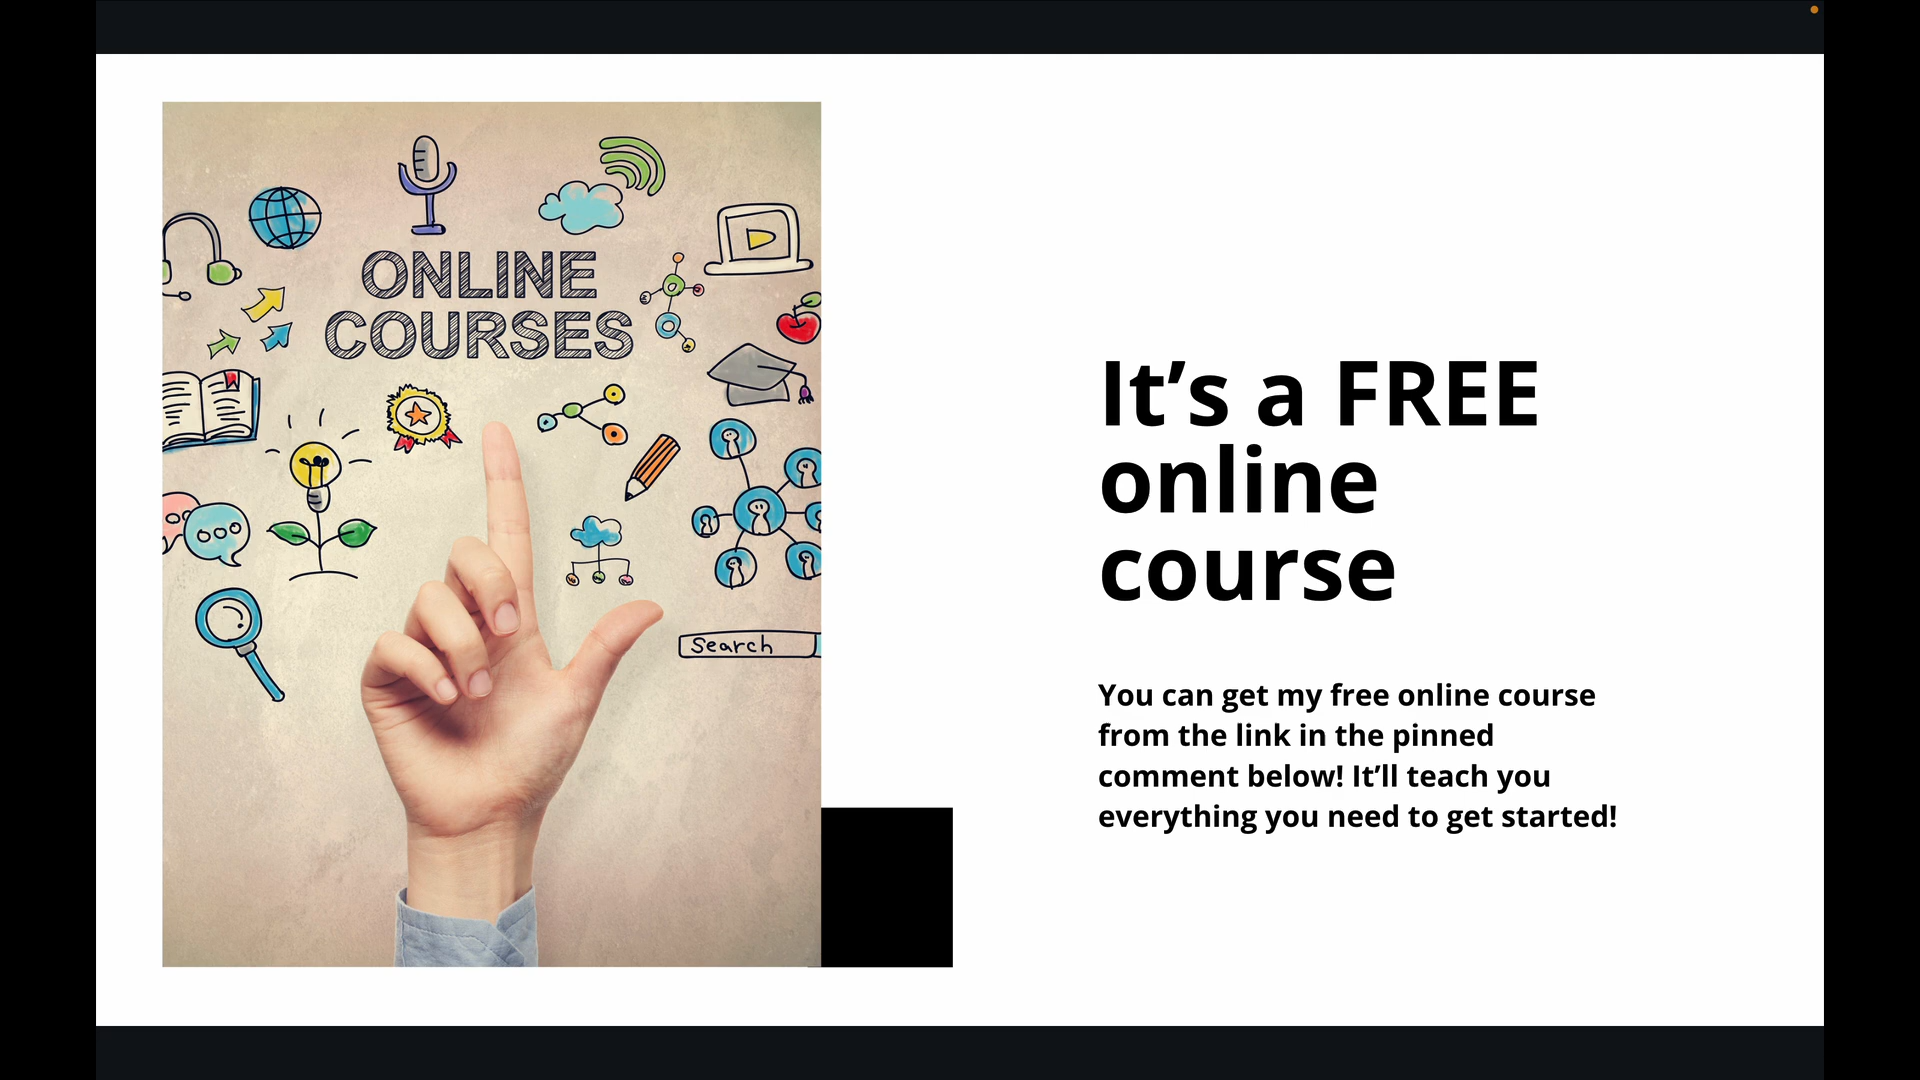 ONLINE
COURSES
Search
It’s a FREE
online
course
You can get my free online course
from the link in the pinned
comment below! It’ll teach you
everything you need to get started!